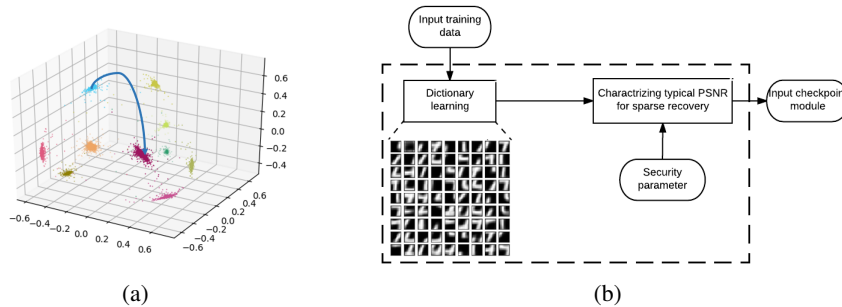 0.6
0.4
0.2
0.0
−0.2
−0.4
−0.6
−0.4
−0.2
0.0
0.2
0.4
0.6
−0.6
−0.4
−0.2
0.0
0.2
0.4
0.6
(a)
Input training
data
Dictionary
learning
Charactrizing typical PSNR
for sparse recovery
Input checkpoint
module
Security
parameter
(b)